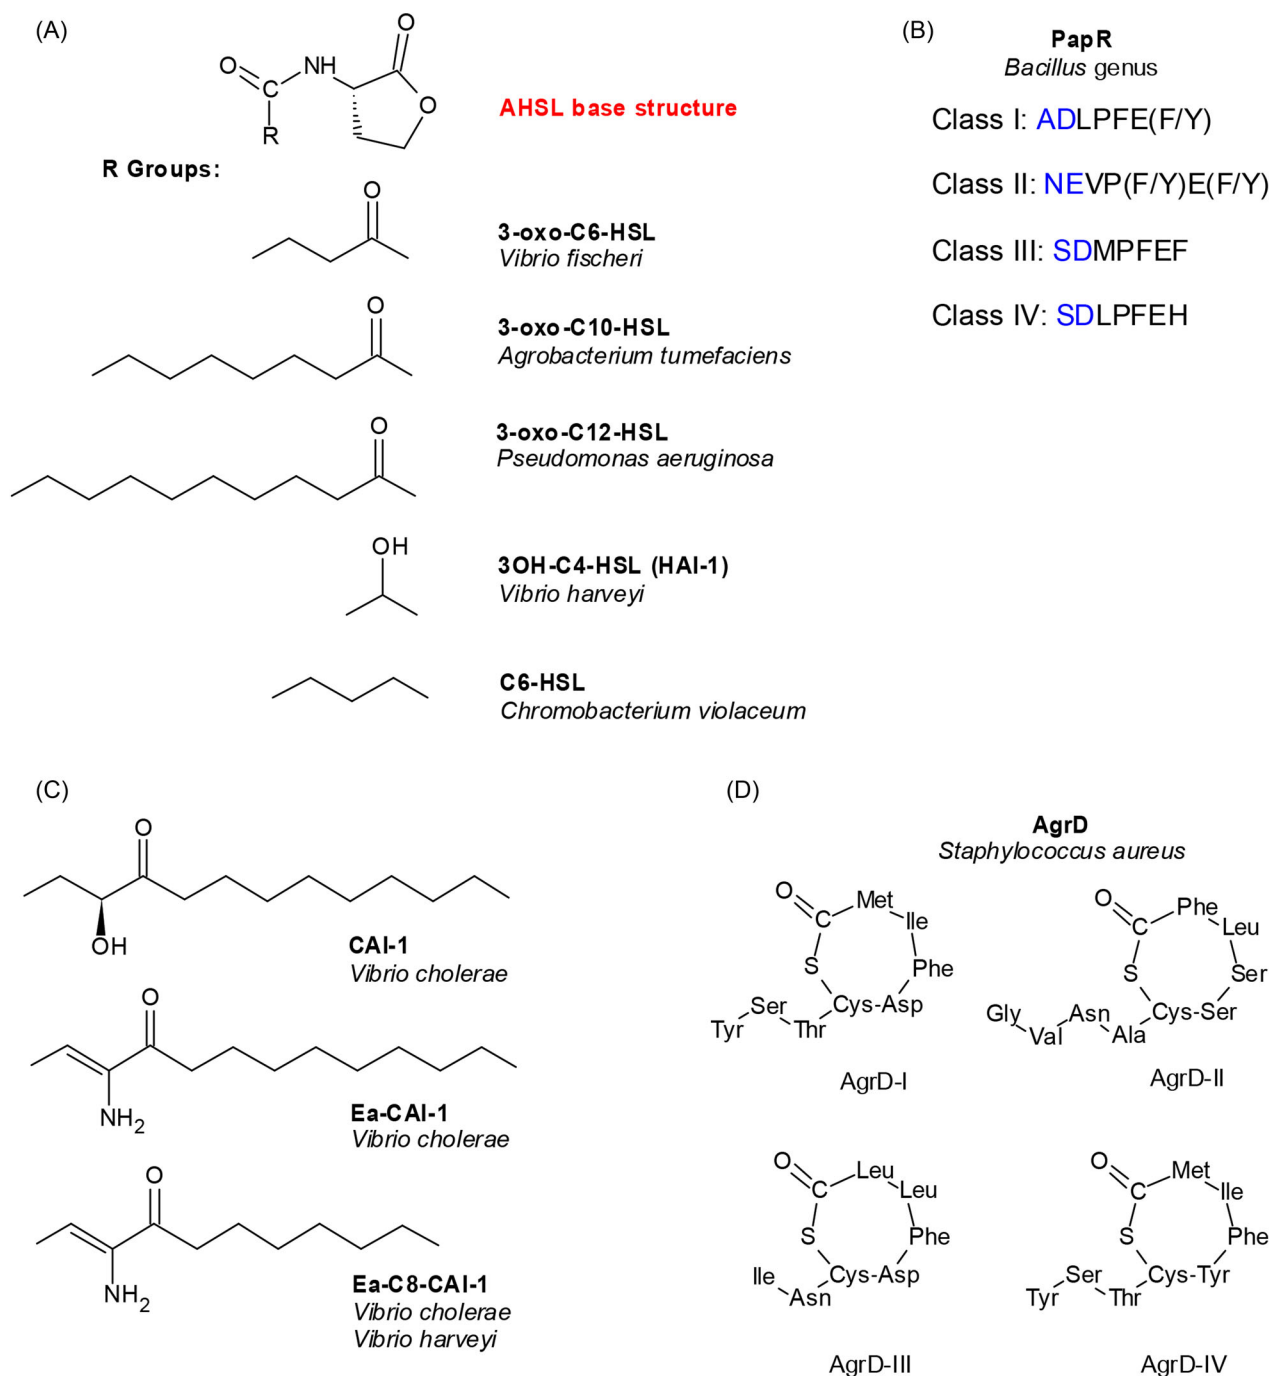 (A)
O
O
NH
C
O
R
AHSL base structure
R Groups:
O
3-oxo-C6-HSL
Vibrio fischeri
O
3-oxo-C10-HSL
Agrobacterium tumefaciens
O
3-oxo-C12-HSL
Pseudomonas aeruginosa
OH
3OH-C4-HSL (HAI-1)
Vibrio harveyi
C6-HSL
Chromobacterium violaceum
(B)
PapR
Bacillus genus
Class I: ADLPFE(F/Y)
Class II: NEVP(F/Y)E(F/Y)
Class III: SDMPFEF
Class IV: SDLPFEH
(C)
O
OH
CAI-1
Vibrio cholerae
O
NH2
Ea-CAI-1
Vibrio cholerae
O
NH2
Ea-C8-CAI-1
Vibrio cholerae
Vibrio harveyi
(D)
AgrD
Staphylococcus aureus
O
C
Met
Ile
S
Phe
Cys-Asp
Tyr
Ser
Thr
AgrD-I
O
C
Phe
Leu
S
Ser
Cys-Ser
Gly
Val
Asn
Ala
AgrD-II
O
C
Leu
Leu
S
Phe
Cys-Asp
Ile
Asn
AgrD-III
O
C
Met
Ile
S
Phe
Cys-Tyr
Tyr
Ser
Thr
AgrD-IV